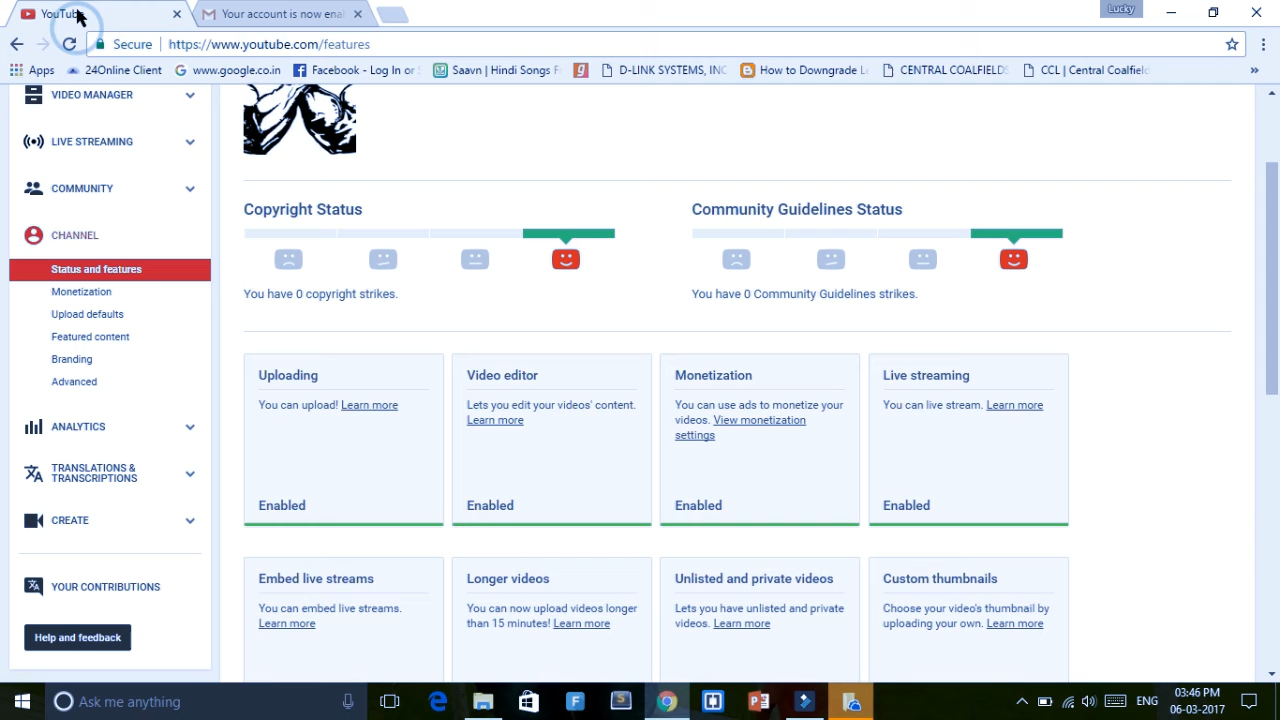 YouTube
Your account is now ena
Lucky
Secure
https://www.youtube.com/features
Apps
24Online Client
www.google.co.in
Facebook - Log In or
Saavn | Hindi Songs F
D-LINK SYSTEMS, INC
How to Downgrade
CENTRAL COALFIELDS
CCL | Central Coalfield
VIDEO MANAGER
LIVE STREAMING
COMMUNITY
CHANNEL
Status and features
Monetization
Upload defaults
Featured content
Branding
Advanced
ANALYTICS
TRANSLATIONS &
TRANSCRIPTIONS
CREATE
YOUR CONTRIBUTIONS
Help and feedback
Copyright Status
You have 0 copyright strikes.
Community Guidelines Status
You have 0 Community Guidelines strikes.
Uploading
You can upload! Learn more
Enabled
Video editor
Lets you edit your videos' content.
Learn more
Enabled
Monetization
You can use ads to monetize your
videos. View monetization
settings
Enabled
Live streaming
You can live stream. Learn more
Enabled
Embed live streams
You can embed live streams.
Learn more
Longer videos
You can now upload videos longer
than 15 minutes! Learn more
Unlisted and private videos
Lets you have unlisted and private
videos. Learn more
Custom thumbnails
Choose your video's thumbnail by
uploading your own. Learn more
Ask me anything
ENG
03:46 PM
06-03-2017